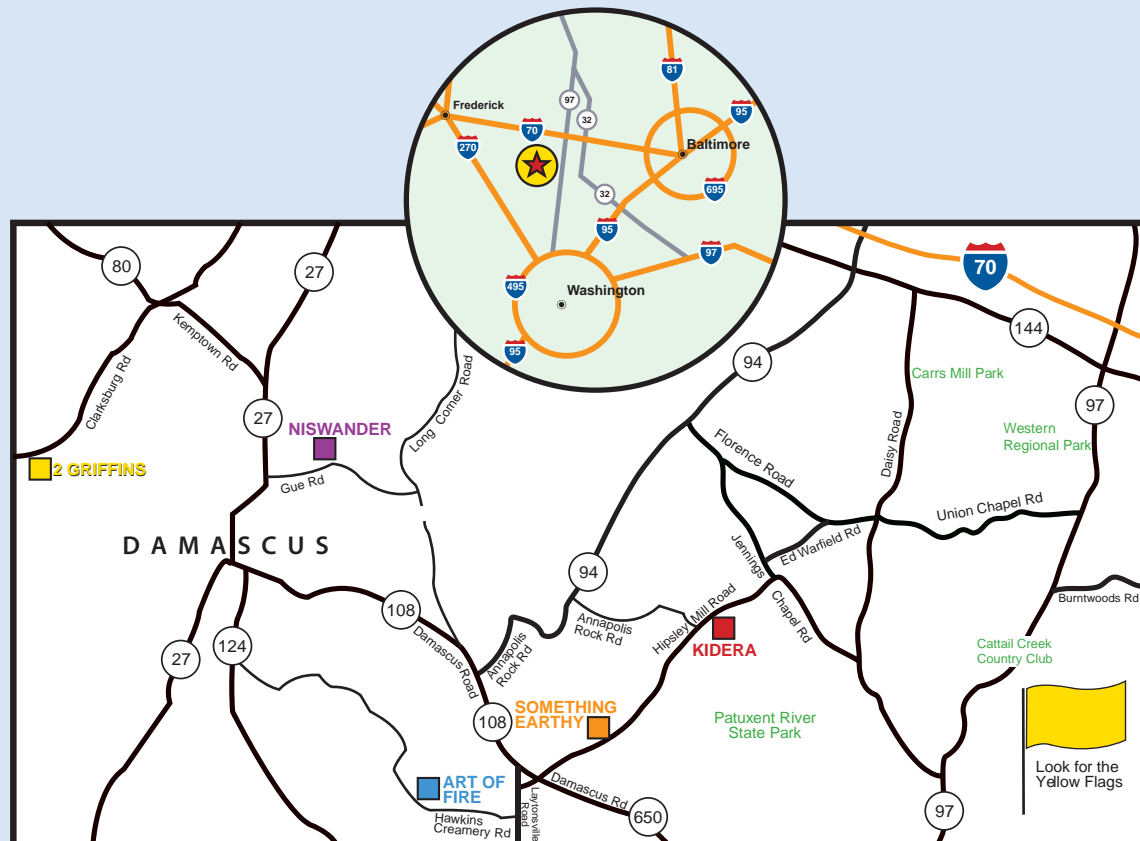 Frederick
97
81
95
70
32
270
Baltimore
695
32
95
97
495
Washington
95
80
27
70
Kemptown Rd
144
94
Clarksburg Rd
Long Corner Road
Carrs Mill Park
97
27
NISWANDER
Florence Road
Daisy Road
Western
Regional Park
2 GRIFFINS
Gue Rd
Union Chapel Rd
DAMASCUS
Jennings
Chapel Rd
Ed Warfield Rd
94
Burntwoods Rd
108
Annapolis
Rock Rd
Hipsley Mill Road
KIDERA
124
27
Damascus Road
Annapolis
Rock Rd
Cattail Creek
Country Club
108
SOMETHING
EARTHY
Patuxent River
State Park
Look for the
Yellow Flags
ART OF
FIRE
Damascus Rd
Laytonsville
Road
Hawkins
Creamery Rd
650
97